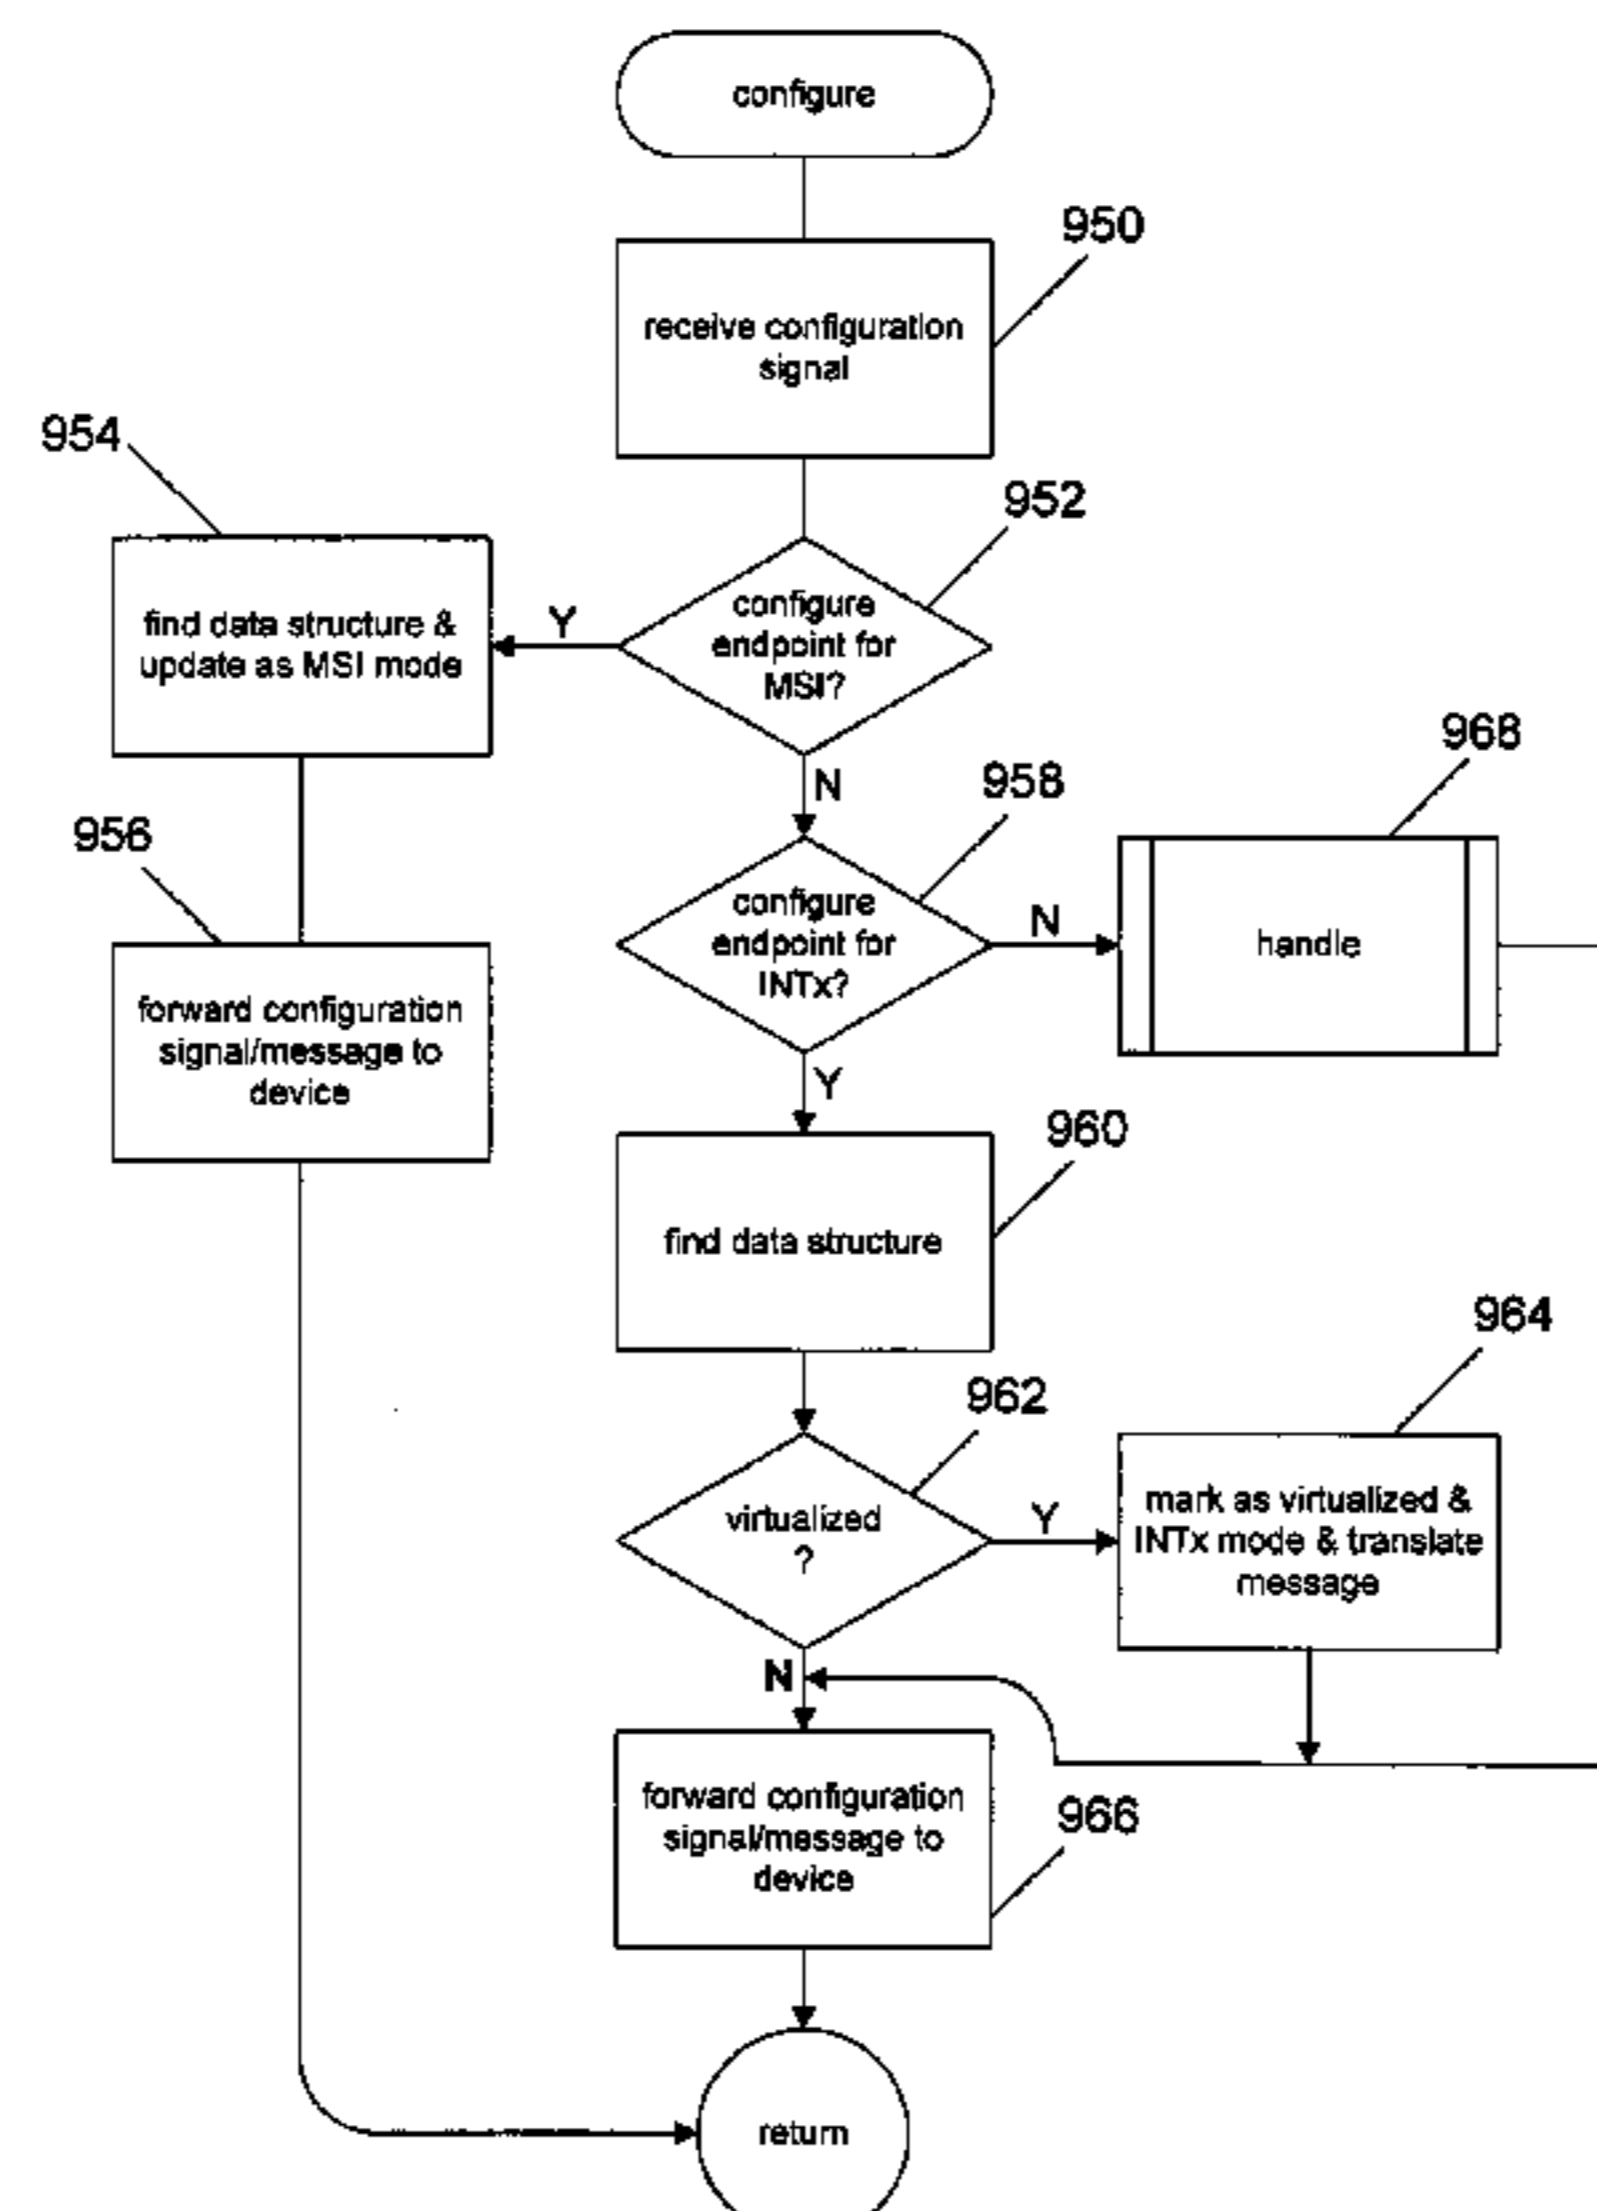 configure
950
receive configuration
signal
952
954
configure
endpoint for
MSI?
Y
find data structure &
update as MSI mode
N
958
968
956
configure
endpoint for
INTx?
N
handle
forward configuration
signal/message to
device
Y
960
find data structure
964
962
virtualized
?
Y
mark as virtualized &
INTx mode & translate
message
N
forward configuration
signal/message to
device
966
return